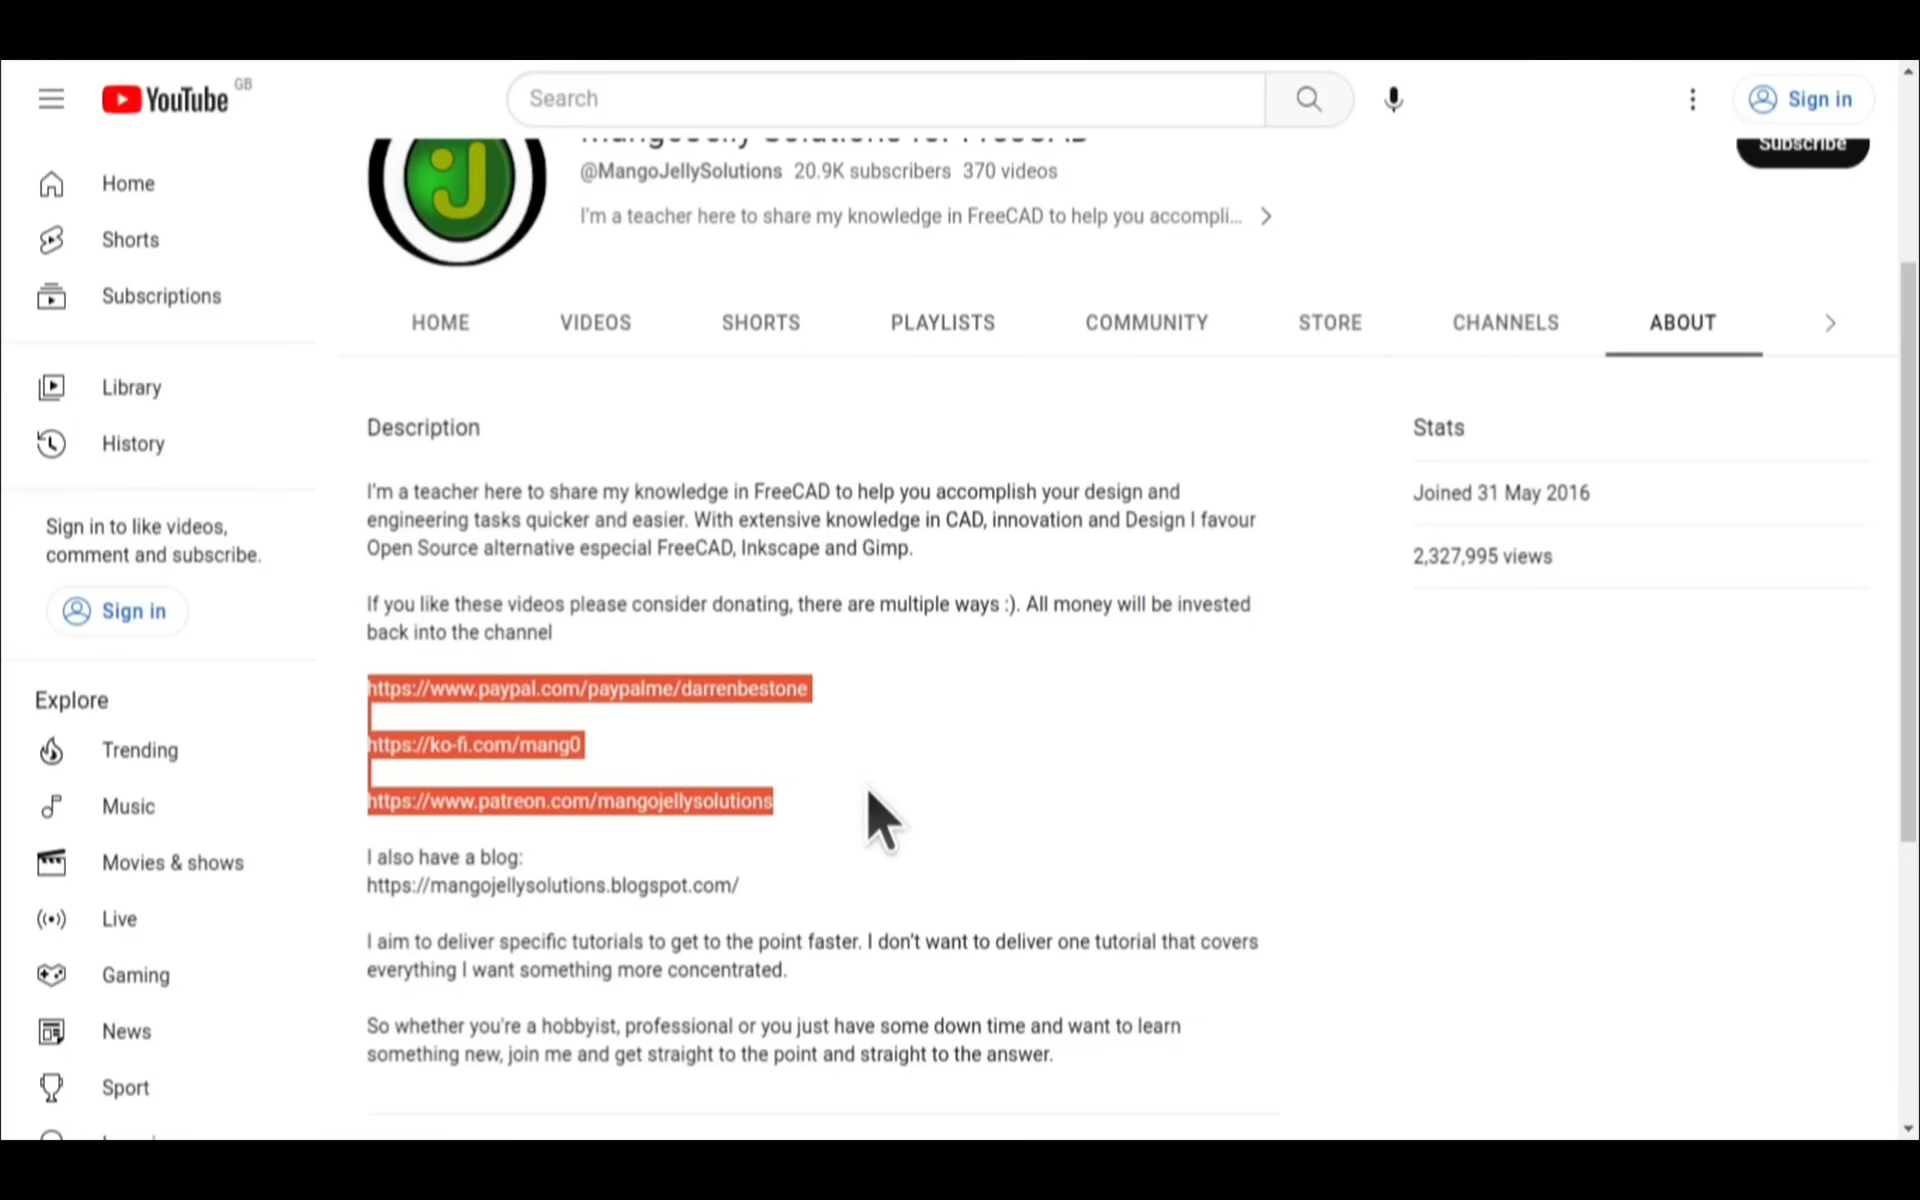 YouTube GB
Search
Sign in
MangoJelly Solutions for FreeCAD
@MangoJellySolutions 20.9K subscribers 370 videos
Subscribe
I'm a teacher here to share my knowledge in FreeCAD to help you accompli...
HOME VIDEOS SHORTS PLAYLISTS COMMUNITY STORE CHANNELS ABOUT
Home
Shorts
Subscriptions
Library
History
Sign in to like videos,
comment and subscribe.
Sign in
Explore
Trending
Music
Movies & shows
Live
Gaming
News
Sport
Description
I'm a teacher here to share my knowledge in FreeCAD to help you accomplish your design and
engineering tasks quicker and easier. With extensive knowledge in CAD, innovation and Design I favour
Open Source alternative especial FreeCAD, Inkscape and Gimp.
If you like these videos please consider donating, there are multiple ways :). All money will be invested
back into the channel
https://www.paypal.com/paypalme/darrenbestone
https://ko-fi.com/mang0
https://www.patreon.com/mangojellysolutions
I also have a blog:
https://mangojellysolutions.blogspot.com/
I aim to deliver specific tutorials to get to the point faster. I don't want to deliver one tutorial that covers
everything I want something more concentrated.
So whether you're a hobbyist, professional or you just have some down time and want to learn
something new, join me and get straight to the point and straight to the answer.
Stats
Joined 31 May 2016
2,327,995 views